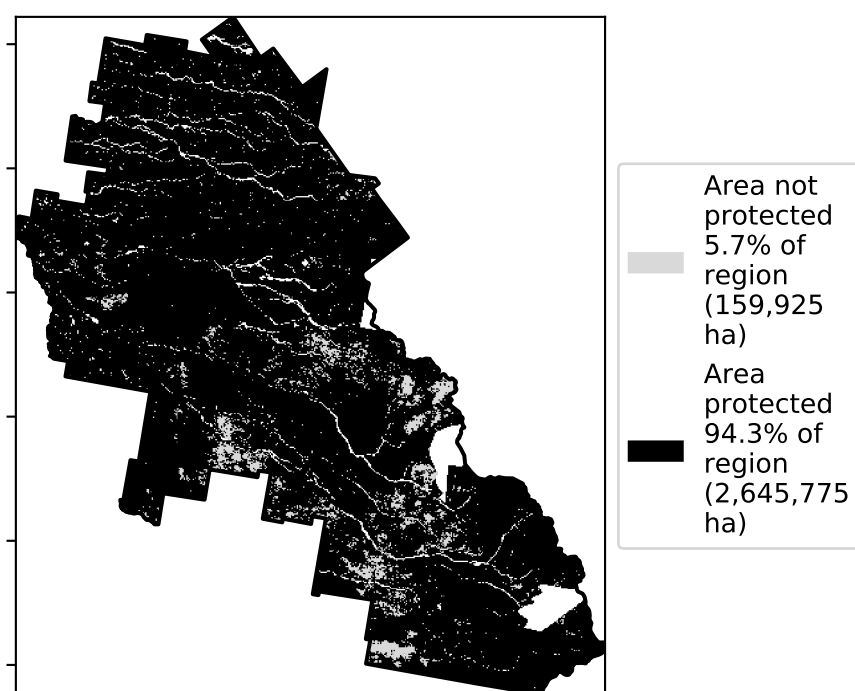 Area not
protected
5.7% of
region
(159,925
ha)
Area
protected
94.3% of
region
(2,645,775
ha)